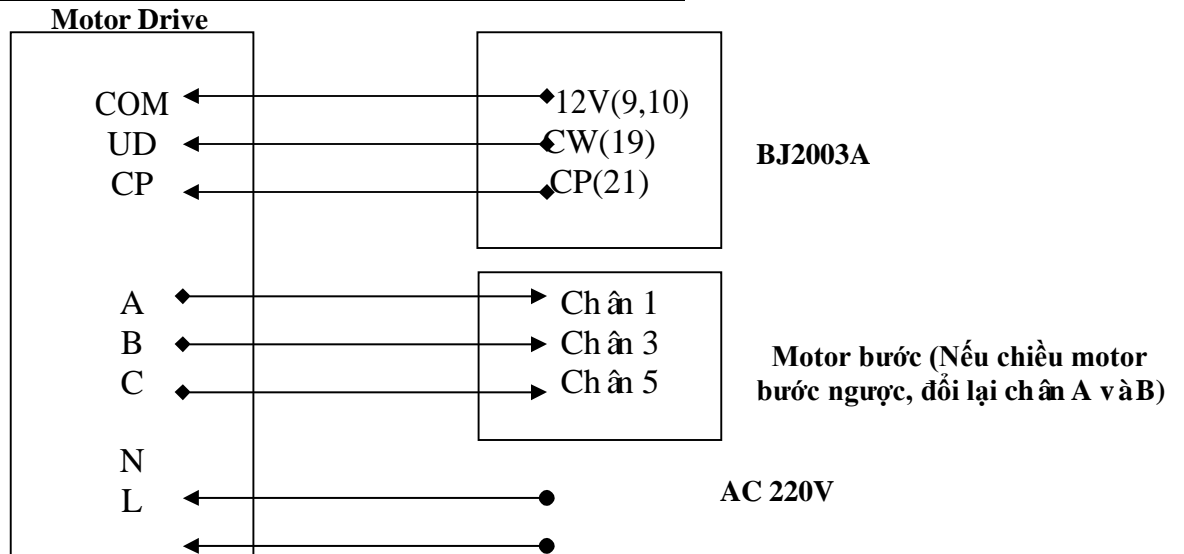 Motor Drive
COM
UD
CP
12V(9,10)
CW(19)
CP(21)
BJ2003A
A
B
C
Chân 1
Chân 3
Chân 5
Motor bước (Nếu chiều motor
bước ngược, đổi lại chân A và B)
N
L
AC 220V